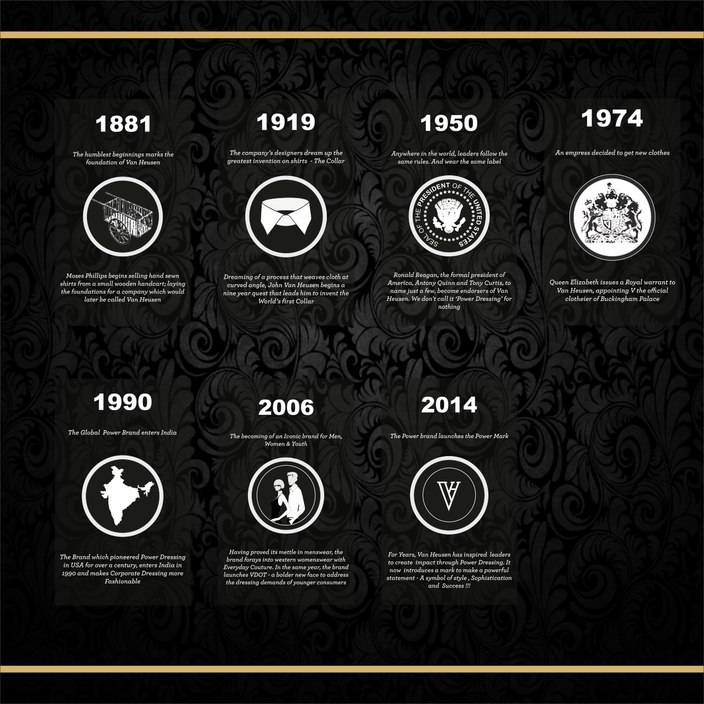 1881
The humblest beginnings marks the
foundation of Van Heusen
Moses Phillips begins selling hand sewn
shirts from a small wooden handcart; laying
the foundations for a company which would
later be called Van Heusen
1919
The company's designers dream up the
greatest invention on shirts - The Collar
Dreaming of a process that weaves cloth at
curved angle, John Van Heusen begins a
nine year quest that leads him to invent the
World's first Collar
1950
Anywhere in the world, leaders follow the
same rules. And wear the same label
SEAL OF THE PRESIDENT OF THE UNITED STATES
Ronald Reagan, the formal president of
America, Antony Quinn and Tony Curtis, to
name just a few, become endorsers of Van
Heusen. We don't call it 'Power Dressing' for
nothing
1974
An empress decided to get new clothes
Queen Elizabeth issues a Royal warrant to
Van Heusen, appointing V the official
clotheier of Buckingham Palace
1990
The Global Power Brand enters India
The Brand which pioneered Power Dressing
in USA for over a century, enters India in
1990 and makes Corporate Dressing more
Fashionable
2006
The becoming of an Iconic brand for Men,
Women & Youth
Having proved its mettle in menswear, the
brand forays into western womenswear with
Everyday Couture. In the same year, the brand
launches VDOT - a bolder new face to address
the dressing demands of younger consumers
2014
The Power brand launches the Power Mark
For Years, Van Heusen has inspired leaders
to create impact through Power Dressing. It
now introduces a mark to make a powerful
statement - A symbol of style , Sophistication
and Success !!!